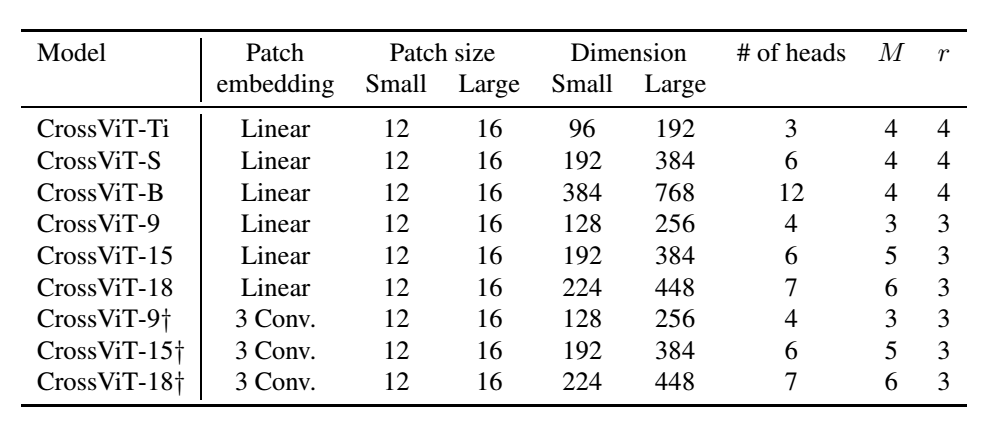 Model Patch Patch size Dimension # of heads M r
embedding Small Large Small Large
CrossViT-Ti Linear 12 16 96 192 3 4 4
CrossViT-S Linear 12 16 192 384 6 4 4
CrossViT-B Linear 12 16 384 768 12 4 4
CrossViT-9 Linear 12 16 128 256 4 3 3
CrossViT-15 Linear 12 16 192 384 6 5 3
CrossViT-18 Linear 12 16 224 448 7 6 3
CrossViT-9† 3 Conv. 12 16 128 256 4 3 3
CrossViT-15† 3 Conv. 12 16 192 384 6 5 3
CrossViT-18† 3 Conv. 12 16 224 448 7 6 3